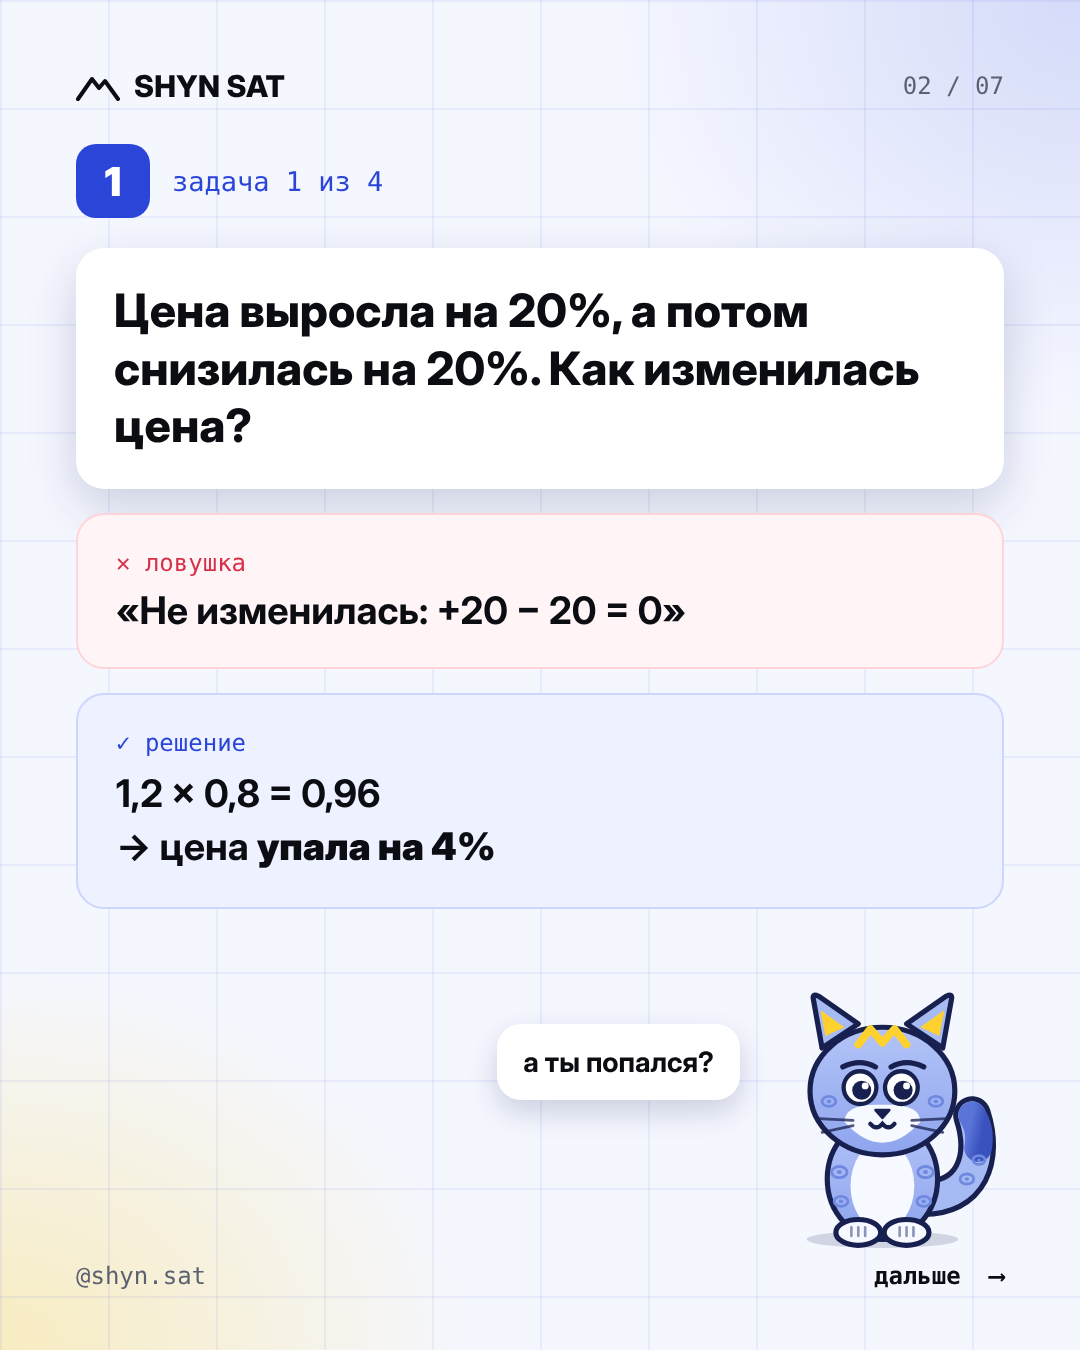 SHYN SAT
02 / 07
1
задача 1 из 4
Цена выросла на 20%, а потом
снизилась на 20%. Как изменилась
цена?
× ловушка
«Не изменилась: +20 − 20 = 0»
✓ решение
1,2 × 0,8 = 0,96
→ цена упала на 4%
а ты попался?
@shyn.sat
дальше →